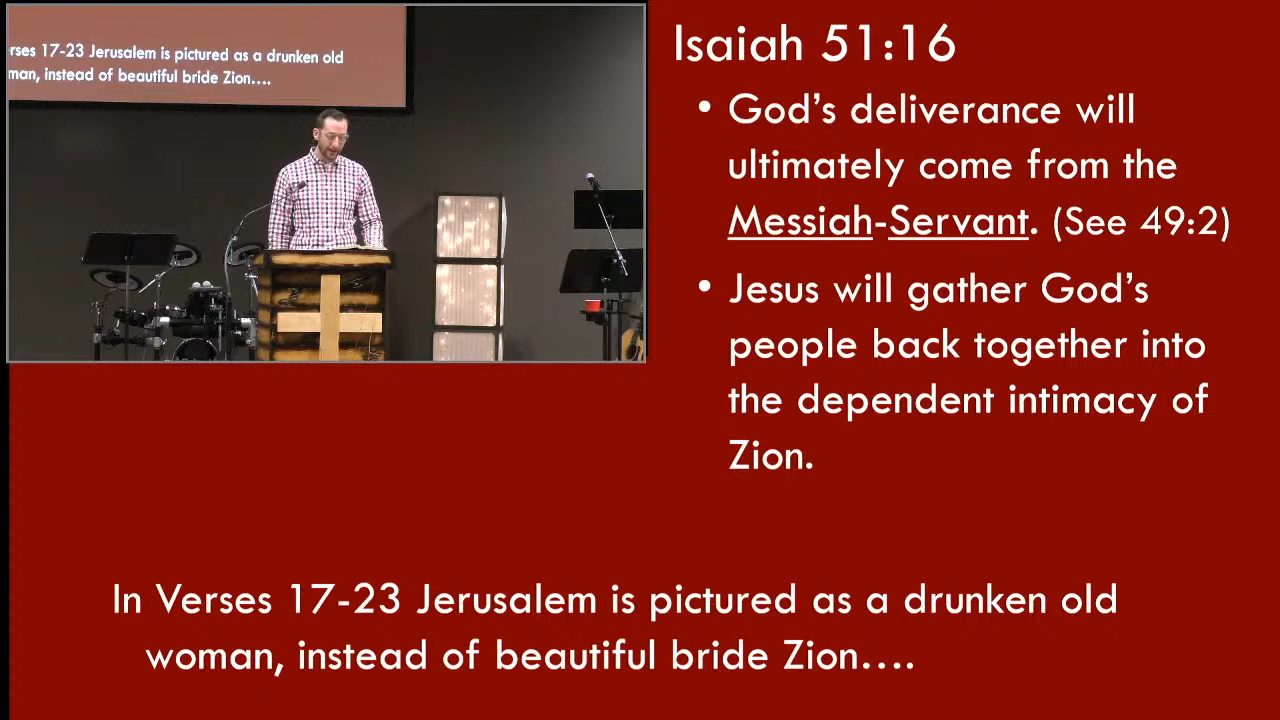 rses 17-23 Jerusalem is pictured as a drunken old
man, instead of beautiful bride Zion….
Isaiah 51:16
• God’s deliverance will
ultimately come from the
Messiah-Servant. (See 49:2)
• Jesus will gather God’s
people back together into
the dependent intimacy of
Zion.
In Verses 17-23 Jerusalem is pictured as a drunken old
woman, instead of beautiful bride Zion….